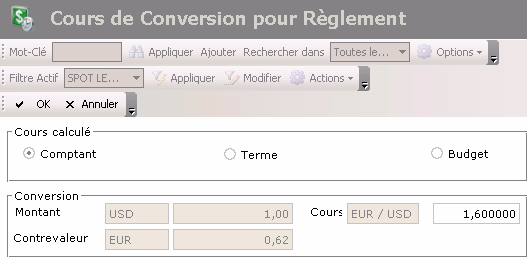 Cours de Conversion pour Règlement
Mot-Clé Appliquer Ajouter Rechercher dans Toutes le... Options
Filtre Actif SPOT LE... Appliquer Modifier Actions
OK Annuler
Cours calculé
Comptant Terme Budget
Conversion
Montant USD 1,00 Cours EUR / USD 1,600000
Contrevaleur EUR 0,62